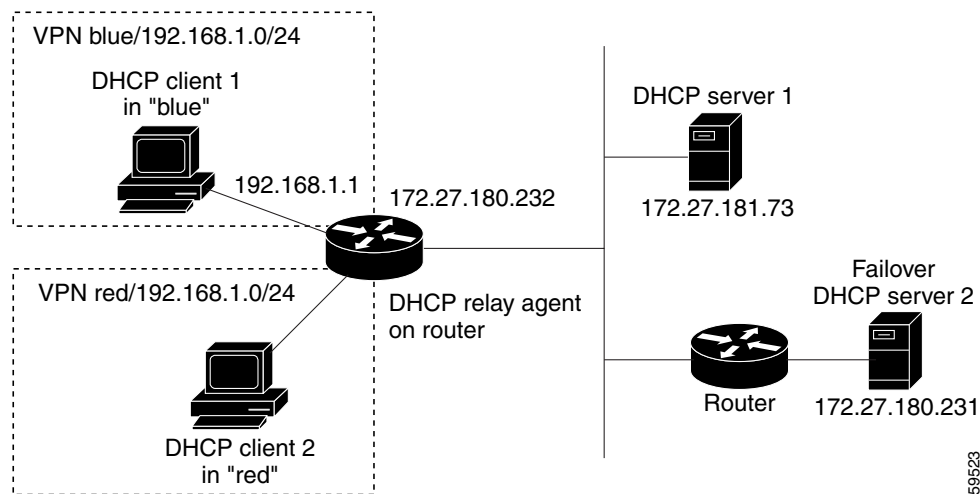 VPN blue/192.168.1.0/24
DHCP client 1
in "blue"
192.168.1.1
172.27.180.232
DHCP server 1
172.27.181.73
VPN red/192.168.1.0/24
DHCP relay agent
on router
Failover
DHCP server 2
Router
172.27.180.231
DHCP client 2
in "red"
59523